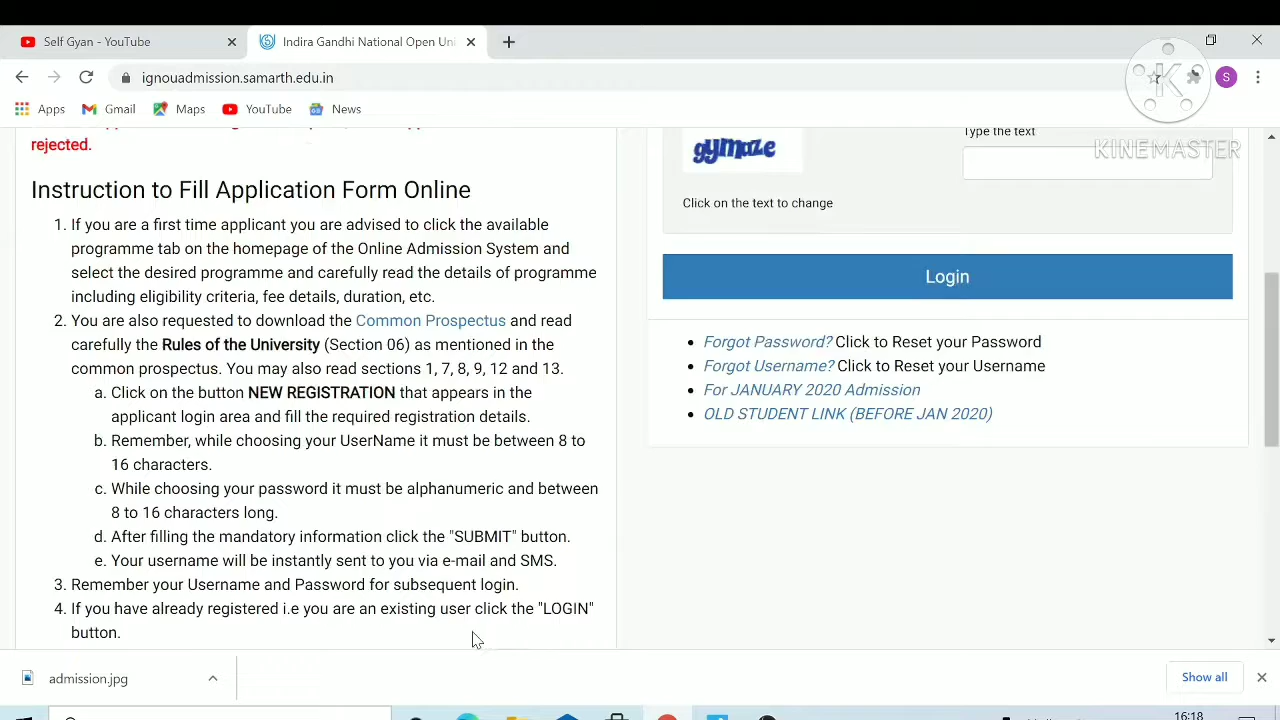 Self Gyan - YouTube
Indira Gandhi National Open Uni
ignouadmission.samarth.edu.in
S
K
Apps
Gmail
Maps
YouTube
News
rejected.
Instruction to Fill Application Form Online
1. If you are a first time applicant you are advised to click the available
programme tab on the homepage of the Online Admission System and
select the desired programme and carefully read the details of programme
including eligibility criteria, fee details, duration, etc.
2. You are also requested to download the Common Prospectus and read
carefully the Rules of the University (Section 06) as mentioned in the
common prospectus. You may also read sections 1, 7, 8, 9, 12 and 13.
a. Click on the button NEW REGISTRATION that appears in the
applicant login area and fill the required registration details.
b. Remember, while choosing your UserName it must be between 8 to
16 characters.
c. While choosing your password it must be alphanumeric and between
8 to 16 characters long.
d. After filling the mandatory information click the "SUBMIT" button.
e. Your username will be instantly sent to you via e-mail and SMS.
3. Remember your Username and Password for subsequent login.
4. If you have already registered i.e you are an existing user click the "LOGIN"
button.
gymaze
Type the text
KINEMASTER
Click on the text to change
Login
Forgot Password? Click to Reset your Password
Forgot Username? Click to Reset your Username
For JANUARY 2020 Admission
OLD STUDENT LINK (BEFORE JAN 2020)
admission.jpg
Show all
16:18